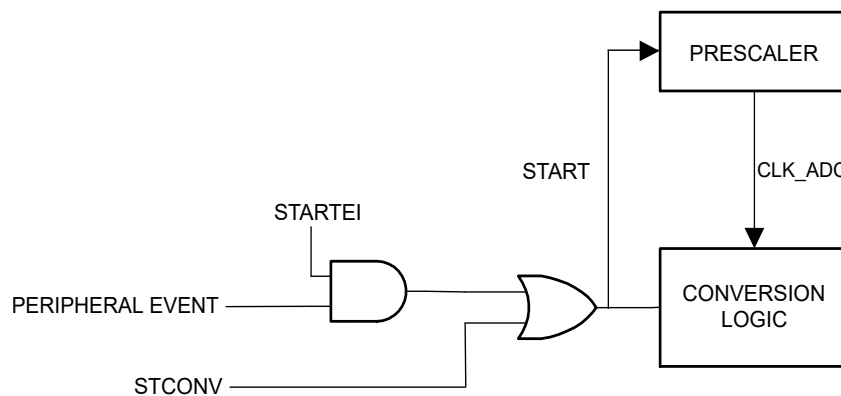 PRESCALER
START
CLK_ADC
STARTEI
PERIPHERAL EVENT
CONVERSION
LOGIC
STCONV